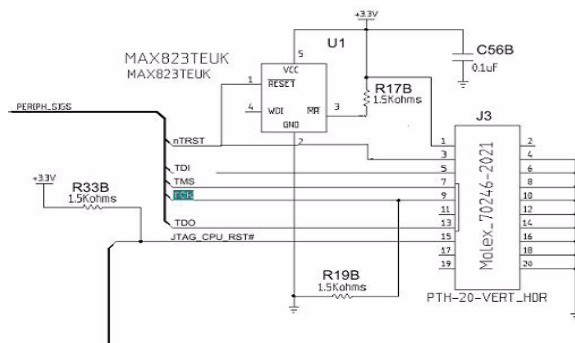 +3.3V
U1
MAX823TEUK
MAX823TEUK
5
VCC
C56B
0.1uF
1
RESET
R17B
1.5Kohms
4
WDI
MR
3
J3
PERIPH_SIGS
GND
2
nTRST
1
2
3
4
TDI
5
6
+3.3V
TMS
7
8
R33B
1.5Kohms
9
10
11
12
TDO
13
14
JTAG_CPU_RST#
15
16
17
18
19
20
Molex_70246-2021
R19B
1.5Kohms
PTH-20-VERT_HDR